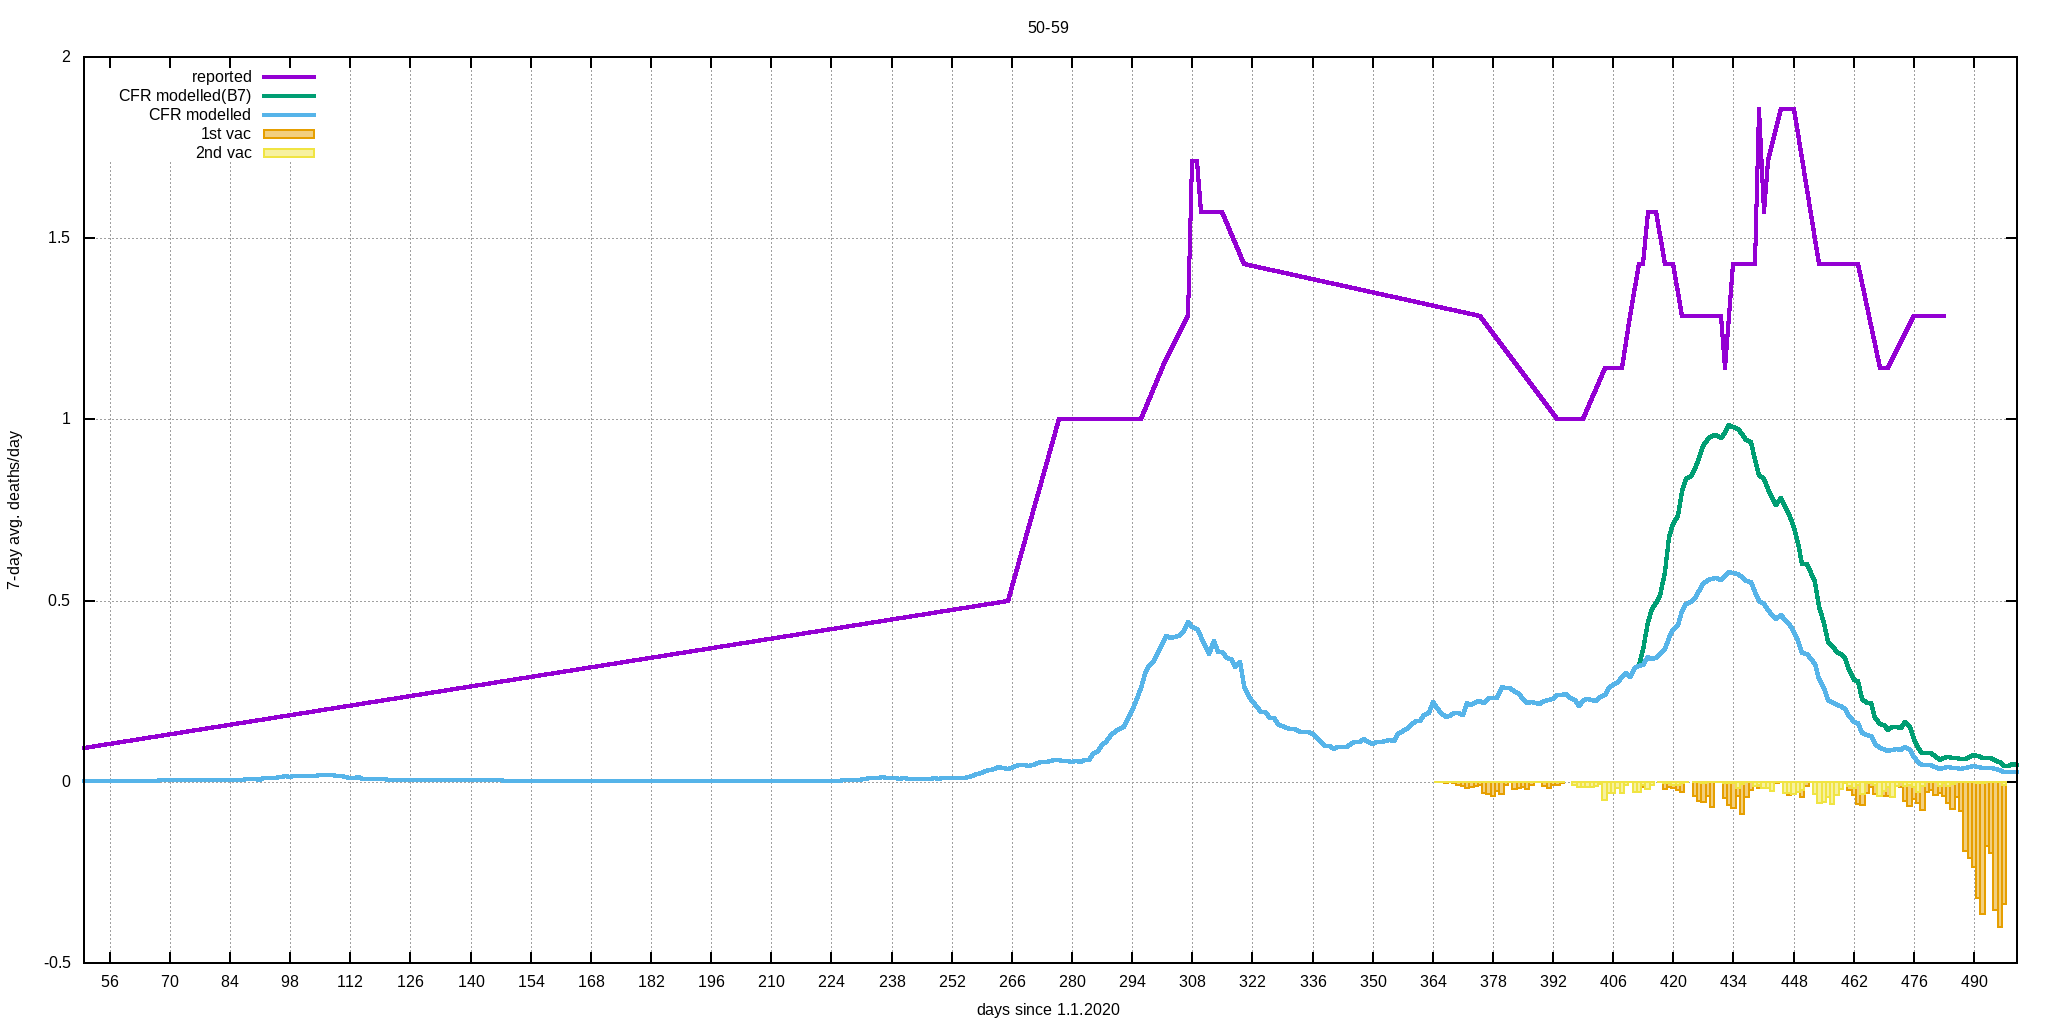 50-59
reported
CFR modelled(B7)
CFR modelled
1st vac
2nd vac
2
1.5
1
0.5
0
-0.5
7-day avg. deaths/day
56 70 84 98 112 126 140 154 168 182 196 210 224 238 252 266 280 294 308 322 336 350 364 378 392 406 420 434 448 462 476 490
days since 1.1.2020